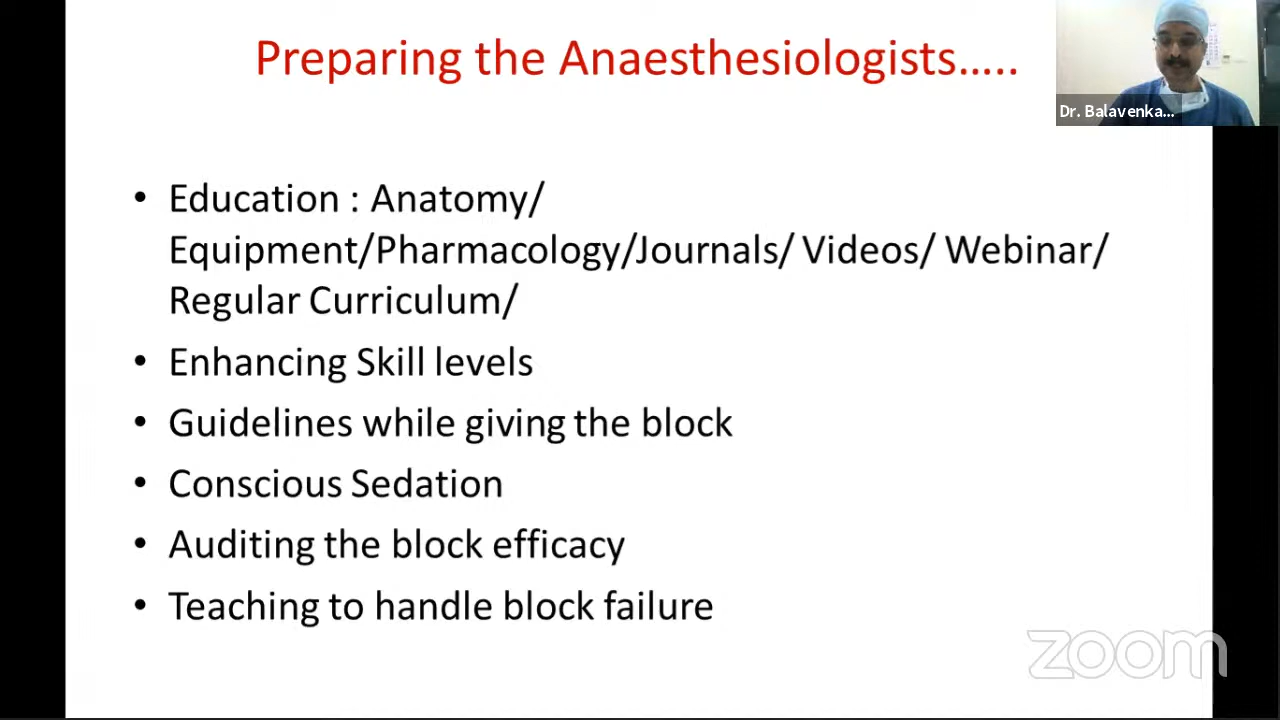 Preparing the Anaesthesiologists…..
Dr. Balavenka...
• Education : Anatomy/
Equipment/Pharmacology/Journals/ Videos/ Webinar/
Regular Curriculum/
• Enhancing Skill levels
• Guidelines while giving the block
• Conscious Sedation
• Auditing the block efficacy
• Teaching to handle block failure
zoom